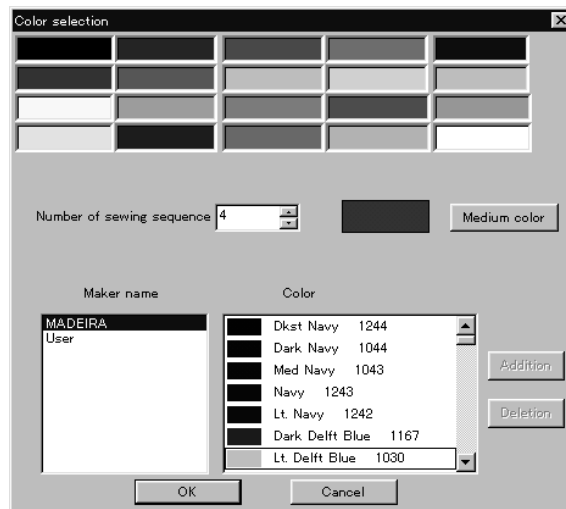 Color selection
Number of sewing sequence 4 Medium color
Maker name Color
MADEIRA
User
Dkst Navy 1244
Dark Navy 1044
Med Navy 1043
Navy 1243
Lt. Navy 1242
Dark Delft Blue 1167
Lt. Delft Blue 1030
Addition
Deletion
OK Cancel